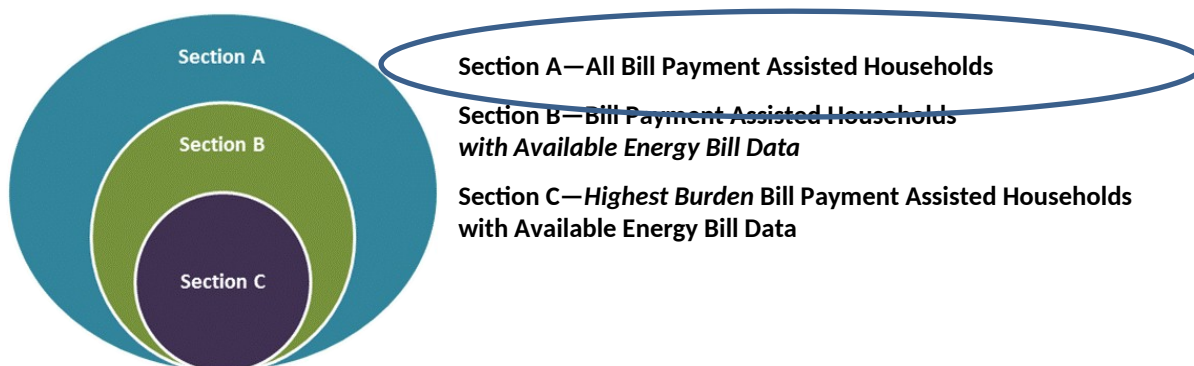 Section A
Section B
Section C
Section A—All Bill Payment Assisted Households
Section B—Bill Payment Assisted Households
with Available Energy Bill Data
Section C—Highest Burden Bill Payment Assisted Households
with Available Energy Bill Data